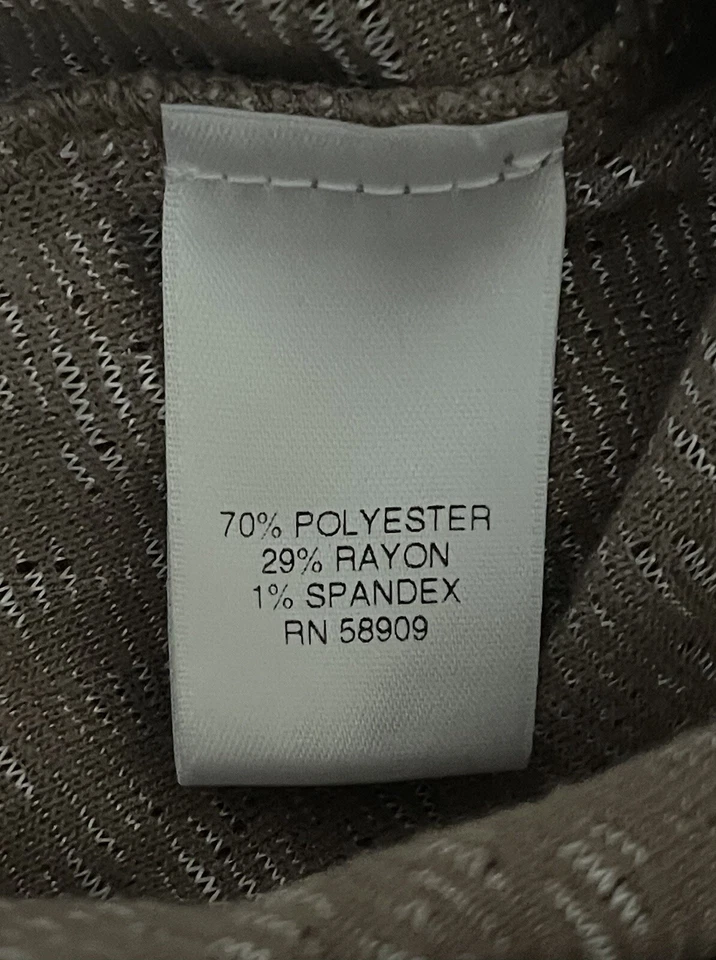 70% POLYESTER
29% RAYON
1% SPANDEX
RN 58909